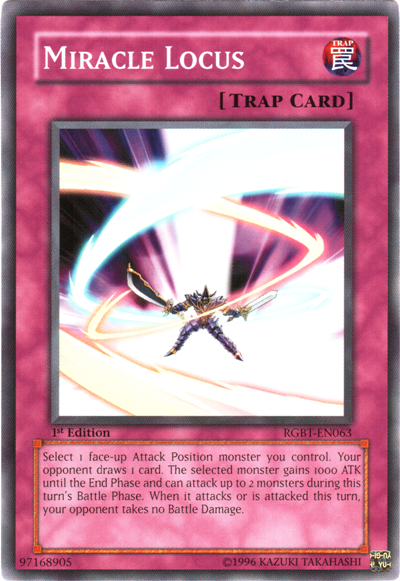 MIRACLE LOCUS
TRAP
罠
[TRAP CARD]
1st Edition
RGBT-EN063
Select 1 face-up Attack Position monster you control. Your
opponent draws 1 card. The selected monster gains 1000 ATK
until the End Phase and can attack up to 2 monsters during this
turn's Battle Phase. When it attacks or is attacked this turn,
your opponent takes no Battle Damage.
97168905
©1996 KAZUKI TAKAHASHI